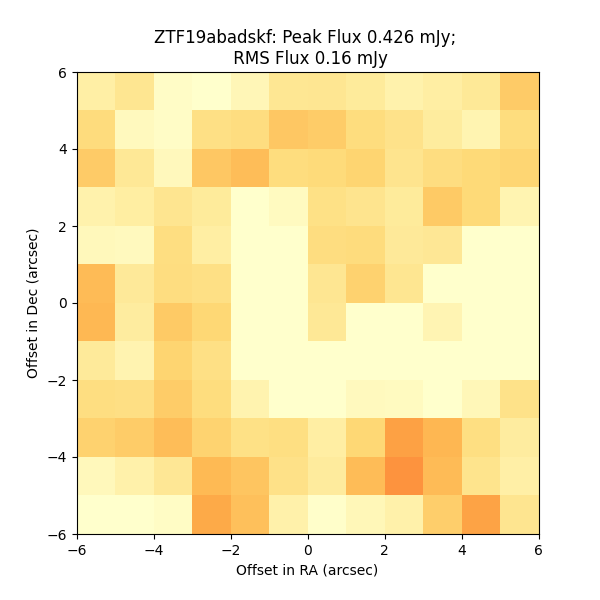 ZTF19abadskf: Peak Flux 0.426 mJy;
RMS Flux 0.16 mJy
6
4
2
0
−2
−4
−6
Offset in Dec (arcsec)
−6 −4 −2 0 2 4 6
Offset in RA (arcsec)